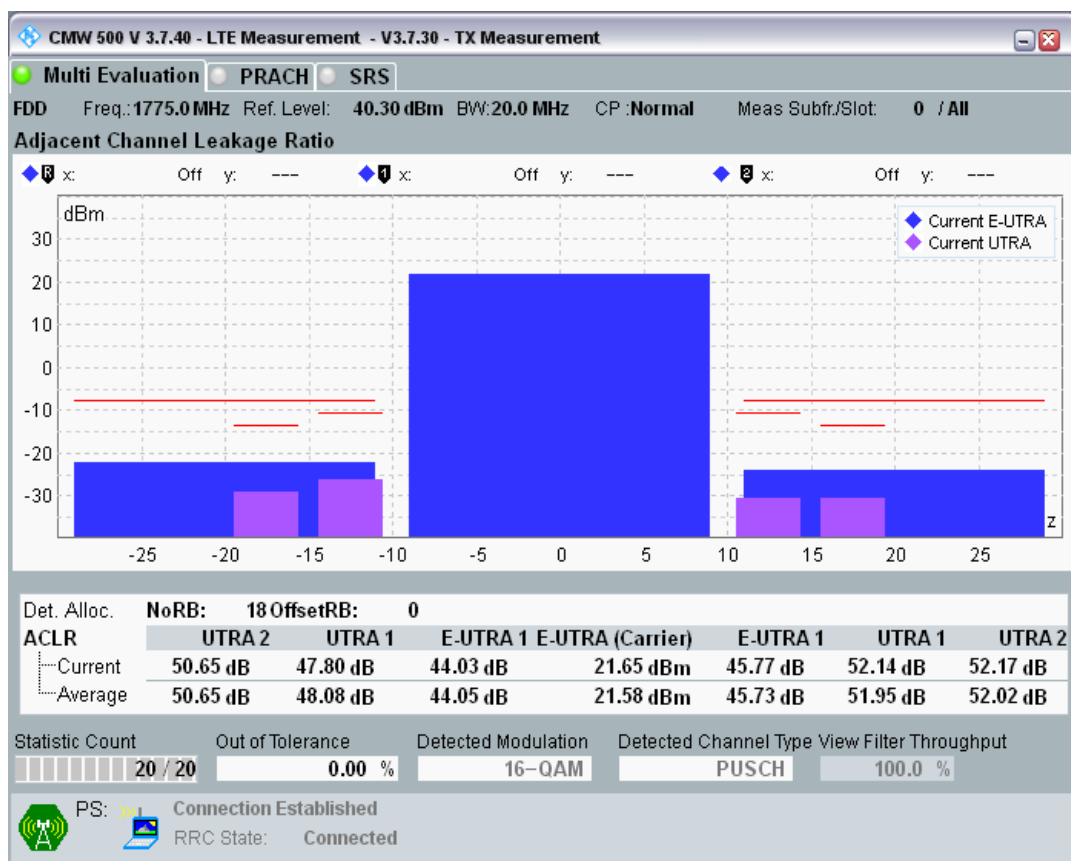 CMW 500 V 3.7.40 - LTE Measurement - V3.7.30 - TX Measurement
Multi Evaluation PRACH SRS
FDD Freq.: 1775.0 MHz Ref. Level: 40.30 dBm BW: 20.0 MHz CP : Normal Meas Subfr./Slot: 0 / All
Adjacent Channel Leakage Ratio
R x: Off y: --- 1 x: Off y: --- 2 x: Off y: ---
dBm
Current E-UTRA
Current UTRA
30
20
10
0
-10
-20
-30
z
-25 -20 -15 -10 -5 0 5 10 15 20 25
Det. Alloc. NoRB: 18 OffsetRB: 0
ACLR UTRA 2 UTRA 1 E-UTRA 1 E-UTRA (Carrier) E-UTRA 1 UTRA 1 UTRA 2
Current 50.65 dB 47.80 dB 44.03 dB 21.65 dBm 45.77 dB 52.14 dB 52.17 dB
Average 50.65 dB 48.08 dB 44.05 dB 21.58 dBm 45.73 dB 51.95 dB 52.02 dB
Statistic Count Out of Tolerance Detected Modulation Detected Channel Type View Filter Throughput
20 / 20 0.00 % 16-QAM PUSCH 100.0 %
PS: Connection Established
RRC State: Connected